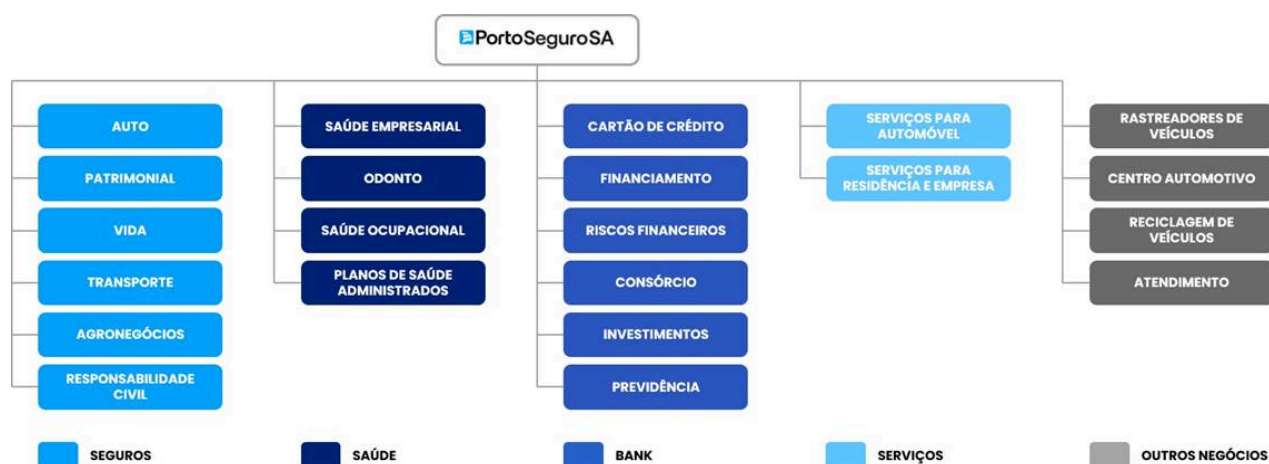 PortoSeguroSA
AUTO
PATRIMONIAL
VIDA
TRANSPORTE
AGRONEGÓCIOS
RESPONSABILIDADE
CIVIL
SAÚDE EMPRESARIAL
ODONTO
SAÚDE OCUPACIONAL
PLANOS DE SAÚDE
ADMINISTRADOS
CARTÃO DE CRÉDITO
FINANCIAMENTO
RISCOS FINANCEIROS
CONSÓRCIO
INVESTIMENTOS
PREVIDÊNCIA
SERVIÇOS PARA
AUTOMÓVEL
SERVIÇOS PARA
RESIDÊNCIA E EMPRESA
RASTREADORES DE
VEÍCULOS
CENTRO AUTOMOTIVO
RECICLAGEM DE
VEÍCULOS
ATENDIMENTO
SEGUROS
SAÚDE
BANK
SERVIÇOS
OUTROS NEGÓCIOS